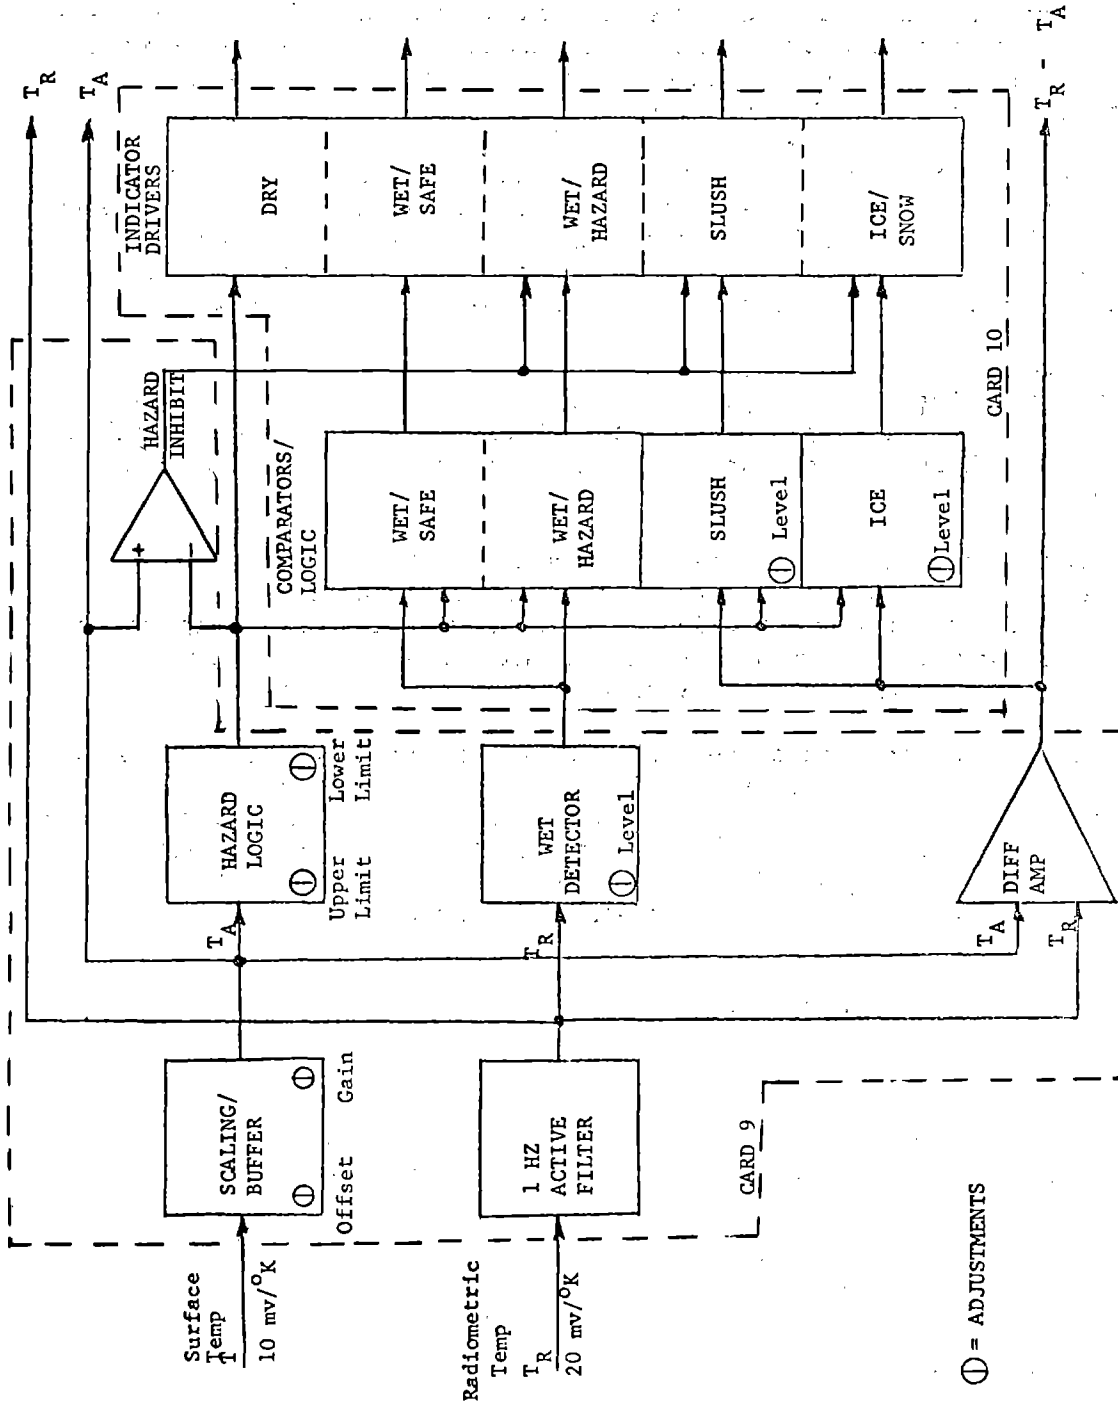 Surface
Temp
T
10 mv/°K
SCALING/
BUFFER
Offset Gain
T_A
HAZARD
LOGIC
Upper
Limit
Lower
Limit
HAZARD
INHIBIT
+
-
T_R
T_A
Radiometric
Temp
T_R
20 mv/°K
1 HZ
ACTIVE
FILTER
T_R
WET
DETECTOR
Level
CARD 9
T_A
T_R
DIFF
AMP
COMPARATORS/
LOGIC
WET/
SAFE
WET/
HAZARD
SLUSH
Level
ICE
Level
INDICATOR
DRIVERS
DRY
WET/
SAFE
WET/
HAZARD
SLUSH
ICE/
SNOW
CARD 10
T_R - T_A
= ADJUSTMENTS